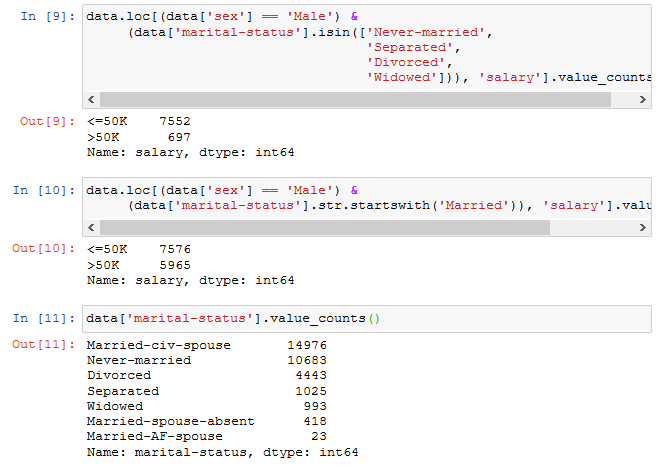 In [9]: data.loc[(data['sex'] == 'Male') &
(data['marital-status'].isin(['Never-married',
'Separated',
'Divorced',
'Widowed'])), 'salary'].value_counts
Out[9]: <=50K    7552
>50K      697
Name: salary, dtype: int64
In [10]: data.loc[(data['sex'] == 'Male') &
(data['marital-status'].str.startswith('Married')), 'salary'].valu
Out[10]: <=50K    7576
>50K     5965
Name: salary, dtype: int64
In [11]: data['marital-status'].value_counts()
Out[11]: Married-civ-spouse       14976
Never-married            10683
Divorced                  4443
Separated                 1025
Widowed                    993
Married-spouse-absent      418
Married-AF-spouse           23
Name: marital-status, dtype: int64